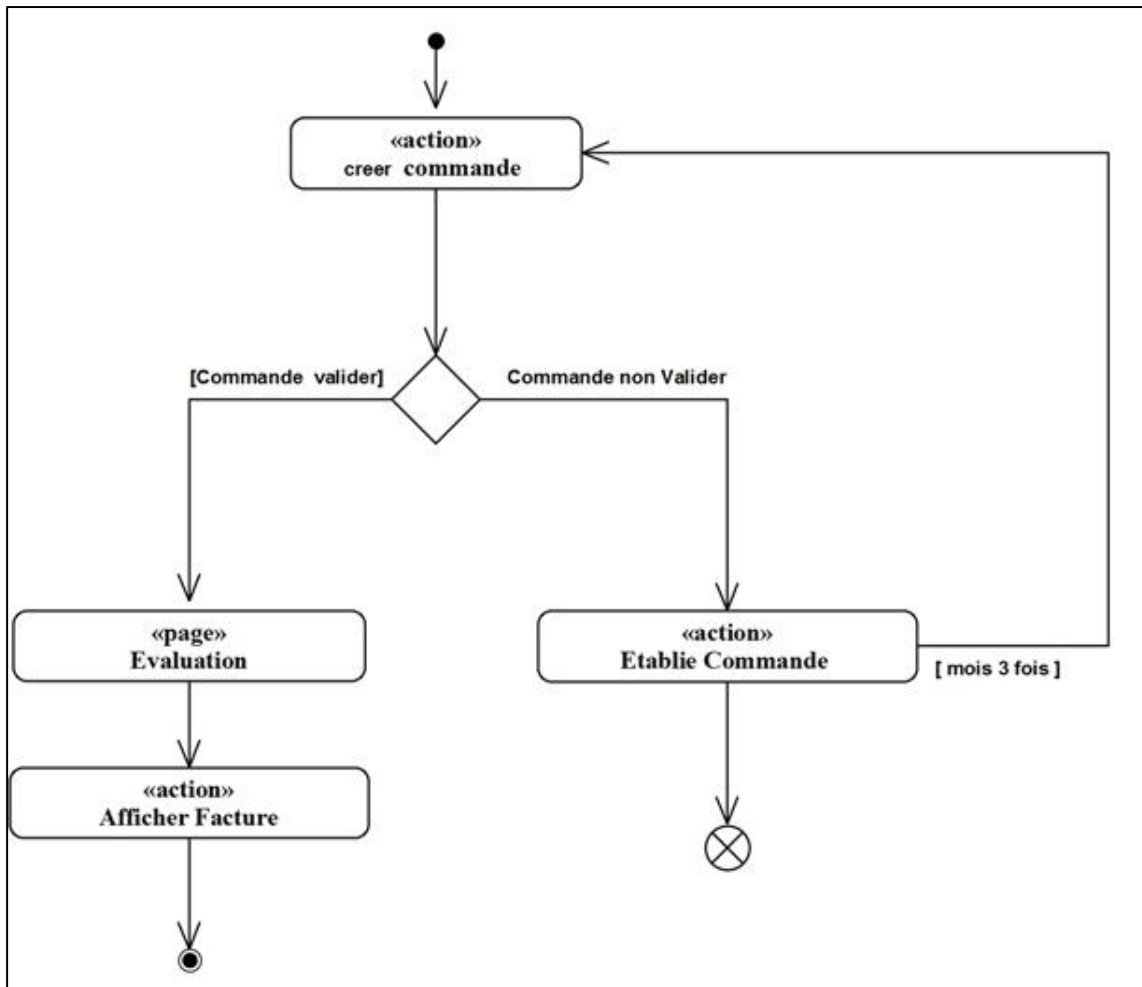 «action»
creer commande
[Commande valider]
Commande non Valider
«page»
Evaluation
«action»
Etablie Commande
[ mois 3 fois ]
«action»
Afficher Facture